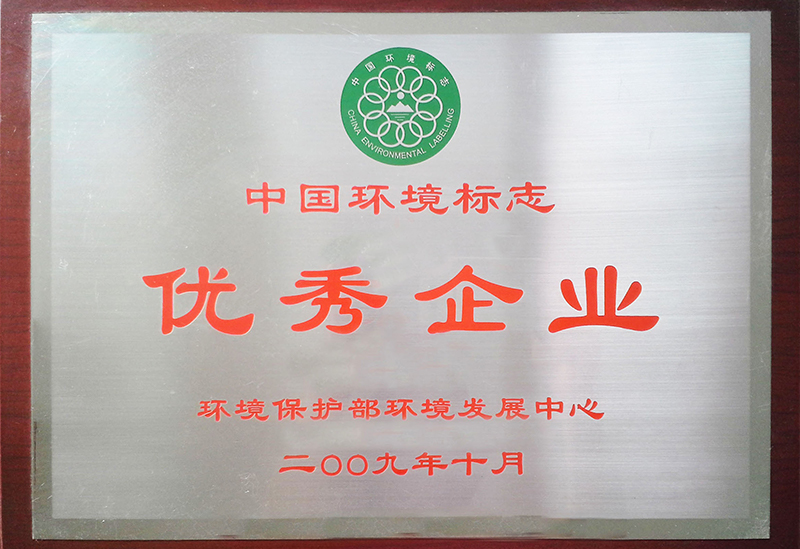 中国环境标志
CHINA ENVIRONMENTAL LABELLING
中国环境标志
优秀企业
环境保护部环境发展中心
二〇〇九年十月